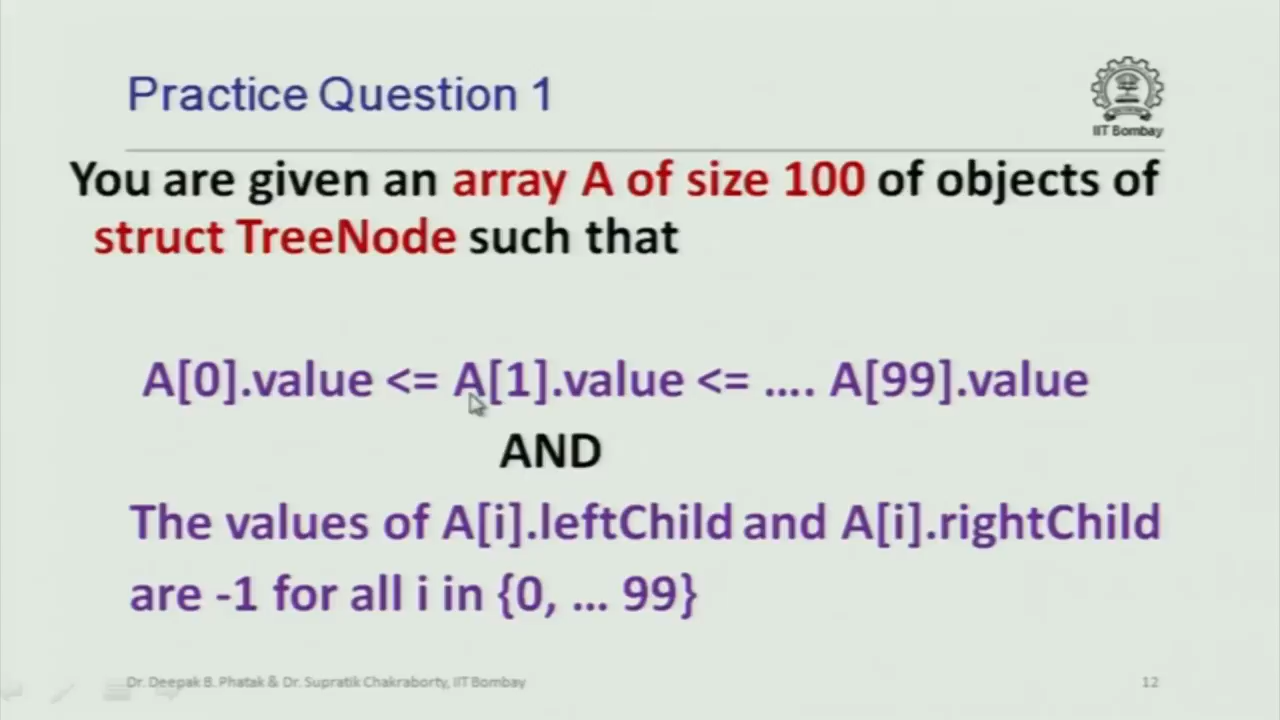 Practice Question 1
IIT Bombay
You are given an array A of size 100 of objects of
struct TreeNode such that
A[0].value <= A[1].value <= .... A[99].value
AND
The values of A[i].leftChild and A[i].rightChild
are -1 for all i in {0, ... 99}
Dr. Deepak B. Phatak & Dr. Supratik Chakraborty, IIT Bombay
12